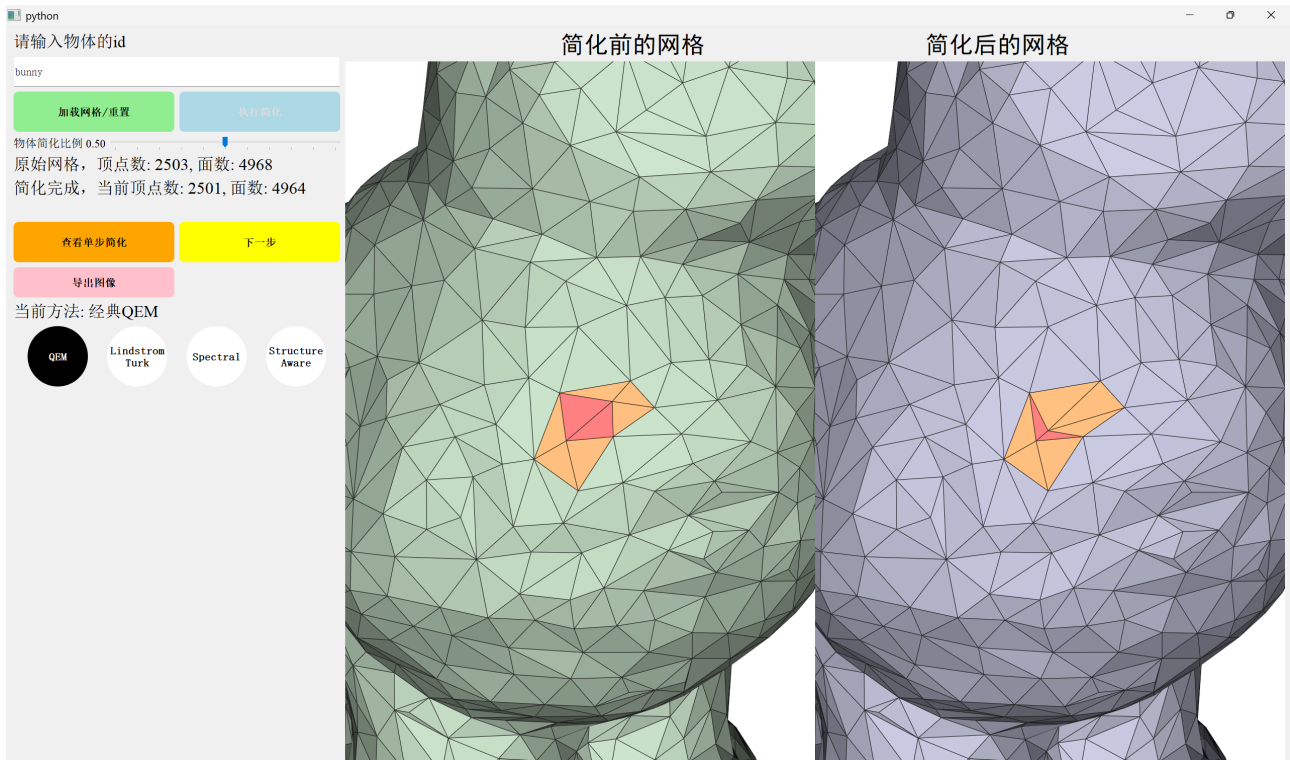 python
请输入物体的id
bunny
加载网格/重置
执行简化
物体简化比例 0.50
原始网格，顶点数: 2503, 面数: 4968
简化完成，当前顶点数: 2501, 面数: 4964
查看单步简化
下一步
导出图像
当前方法: 经典QEM
QEM
Lindstrom
Turk
Spectral
Structure
Aware
简化前的网格
简化后的网格